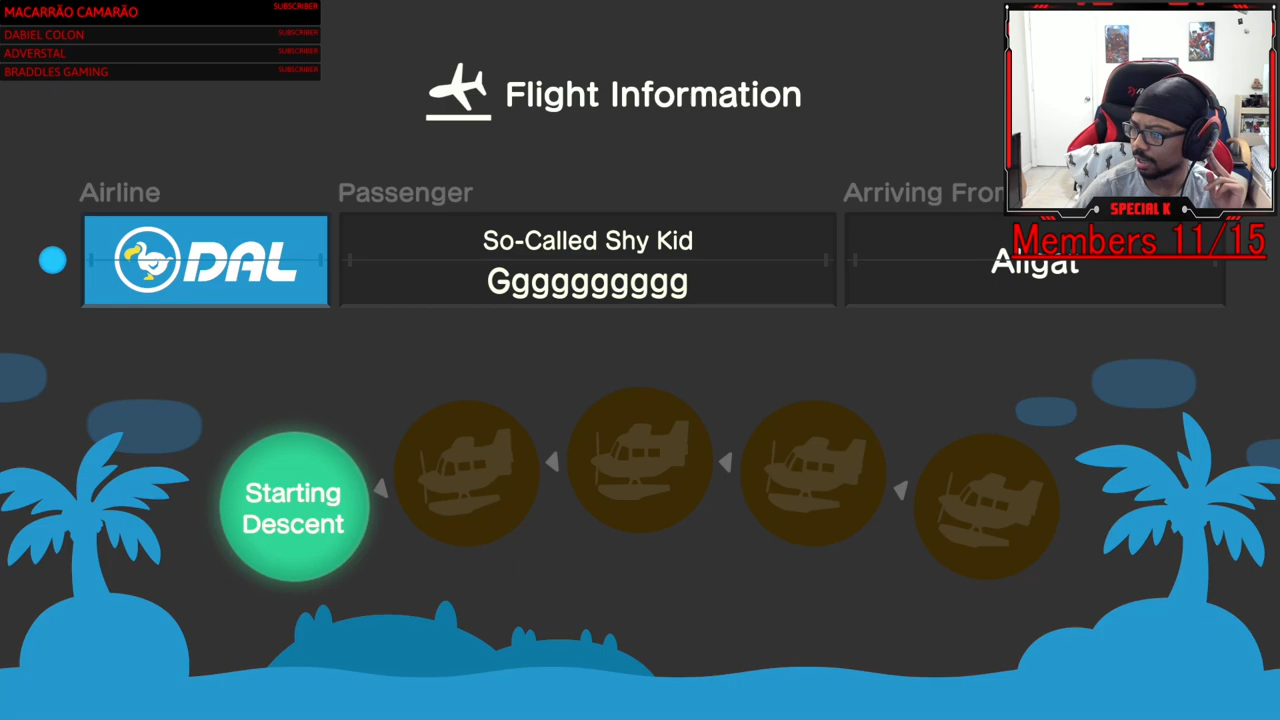 MACARRÃO CAMARÃO SUBSCRIBER
DABIEL COLON SUBSCRIBER
ADVERSTAL SUBSCRIBER
BRADDLES GAMING SUBSCRIBER
Flight Information
Airline Passenger Arriving From
DAL
So-Called Shy Kid
Gggggggggg
SPECIAL K
Members 11/15
Starting
Descent